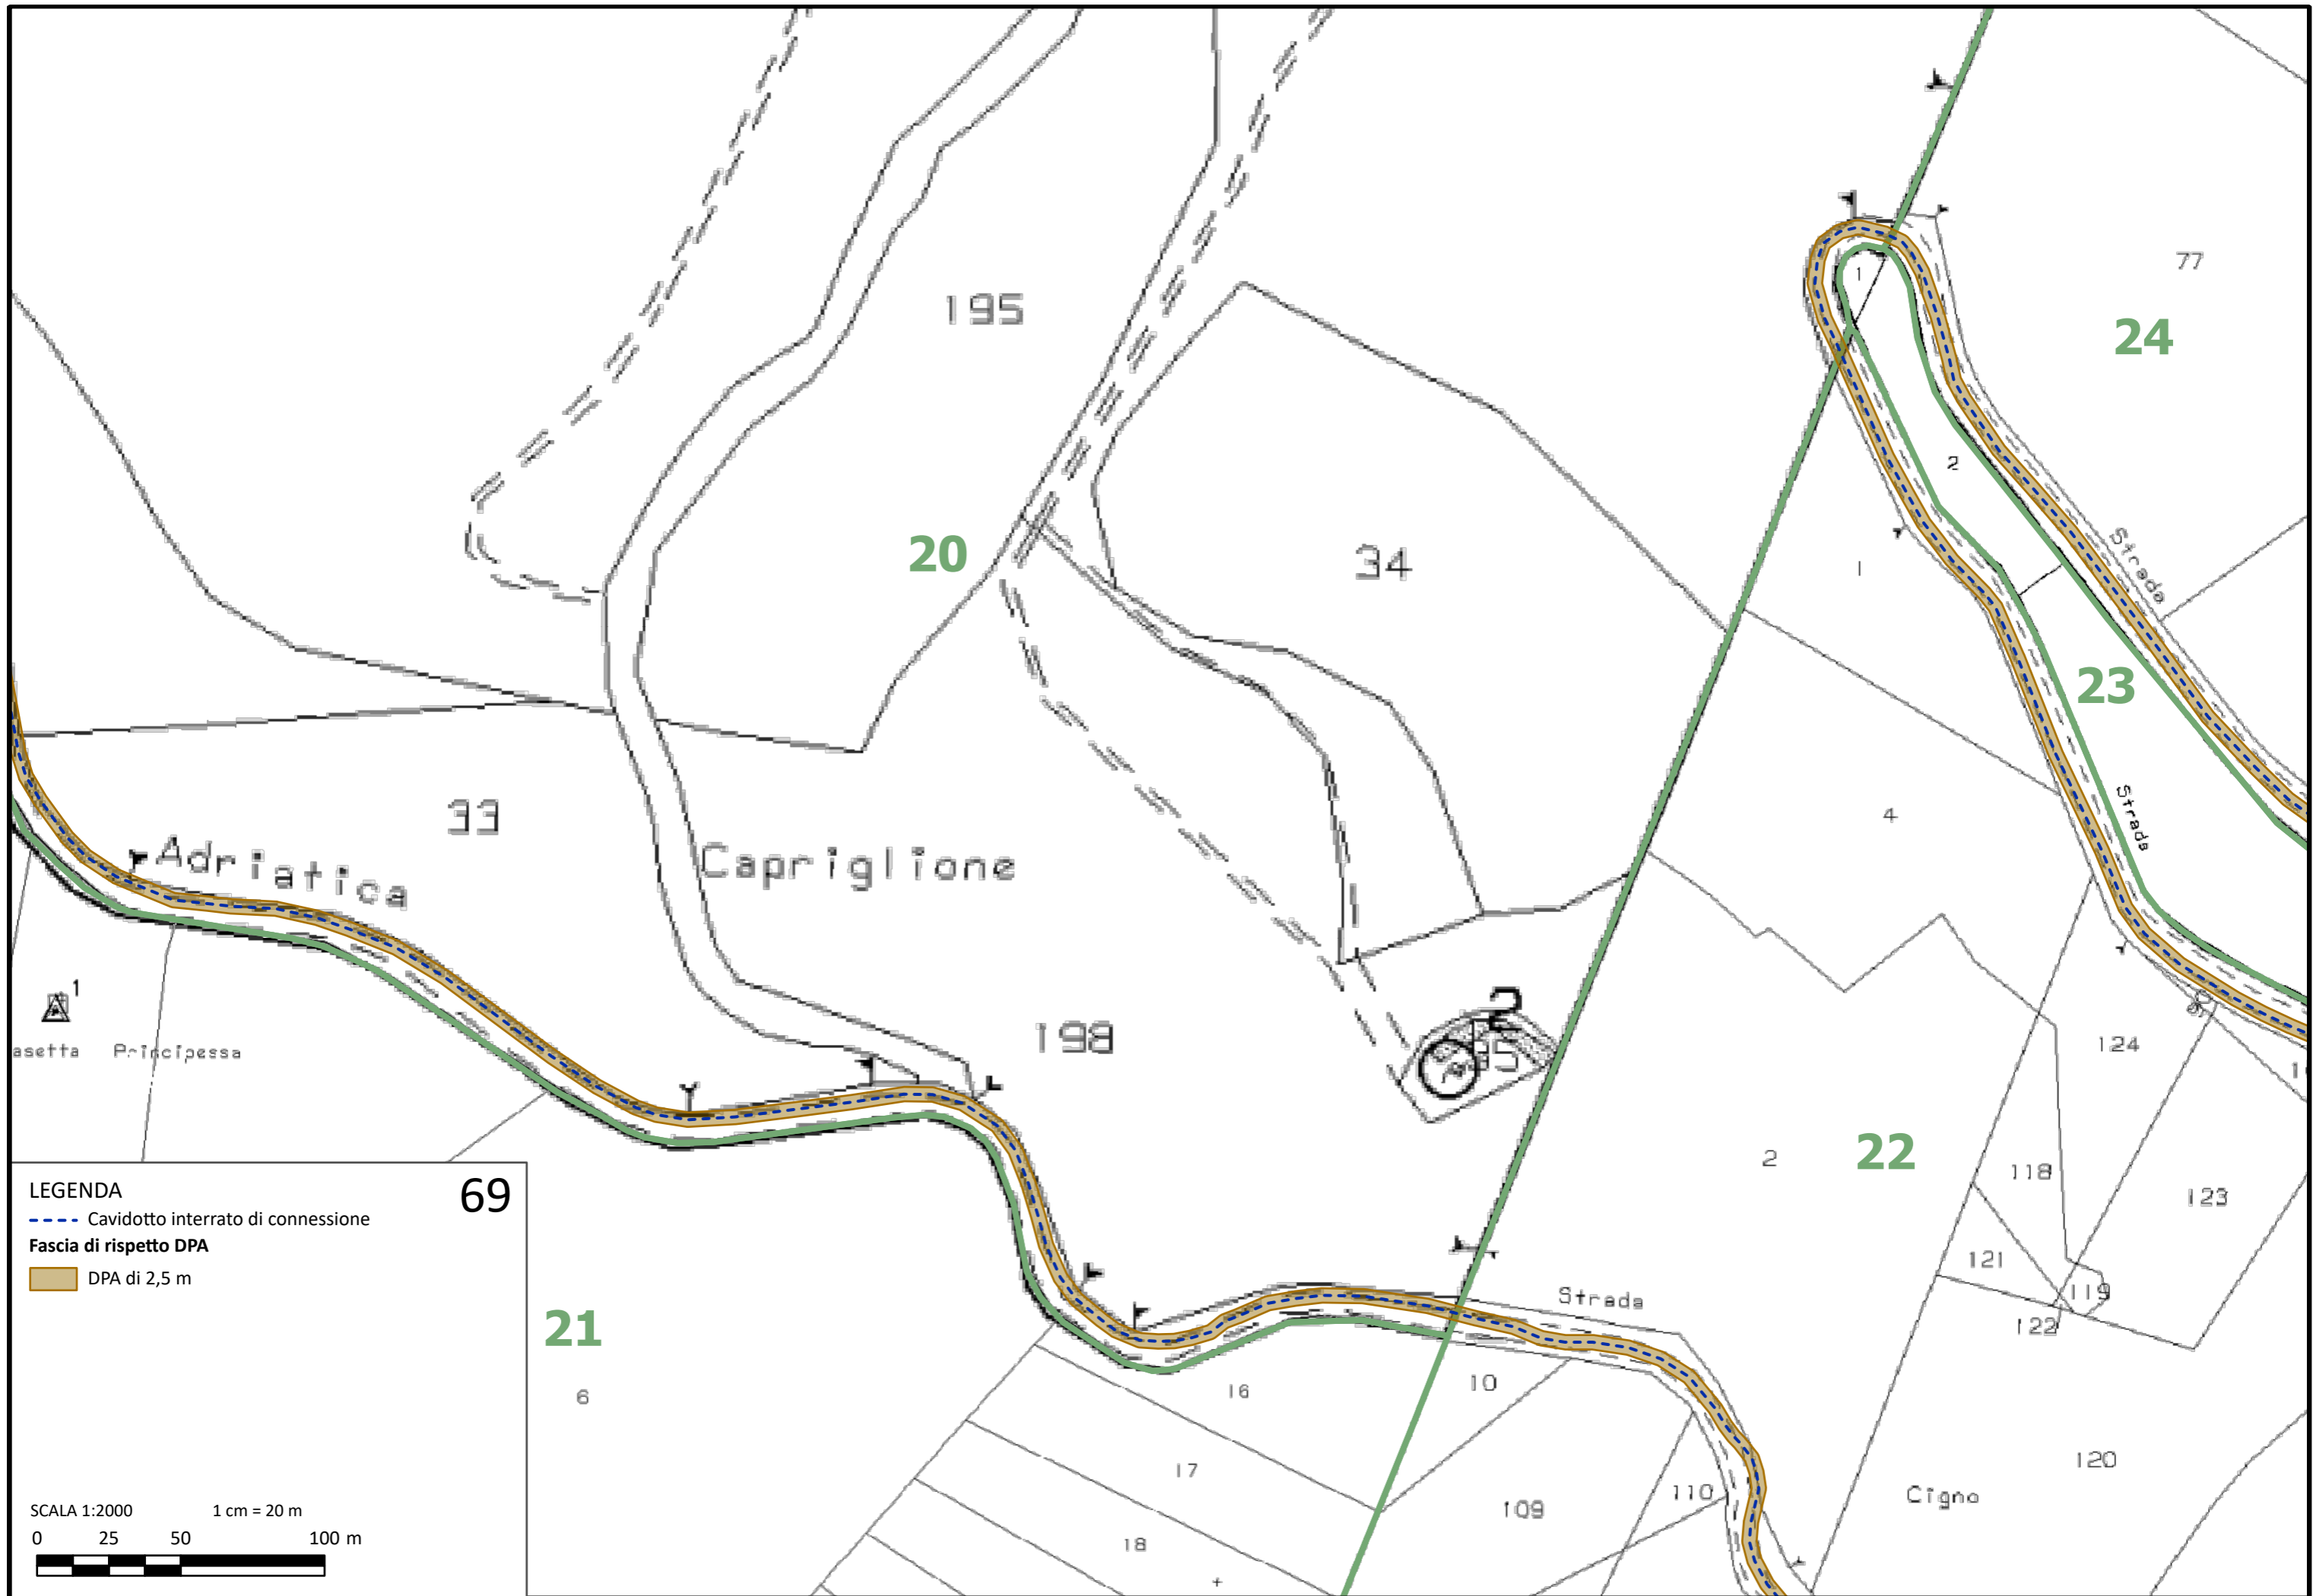 77
1
24
195
2
20
34
Strada
1
23
Strada
33
4
Adriatica
Capriglione
1
asetta Principessa
198
2
124
22
2
118
123
121
119
122
LEGENDA
69
Cavidotto interrato di connessione
Fascia di rispetto DPA
DPA di 2,5 m
Strada
21
6
16
10
17
109
110
120
Cigno
18
SCALA 1:2000 1 cm = 20 m
0 25 50 100 m